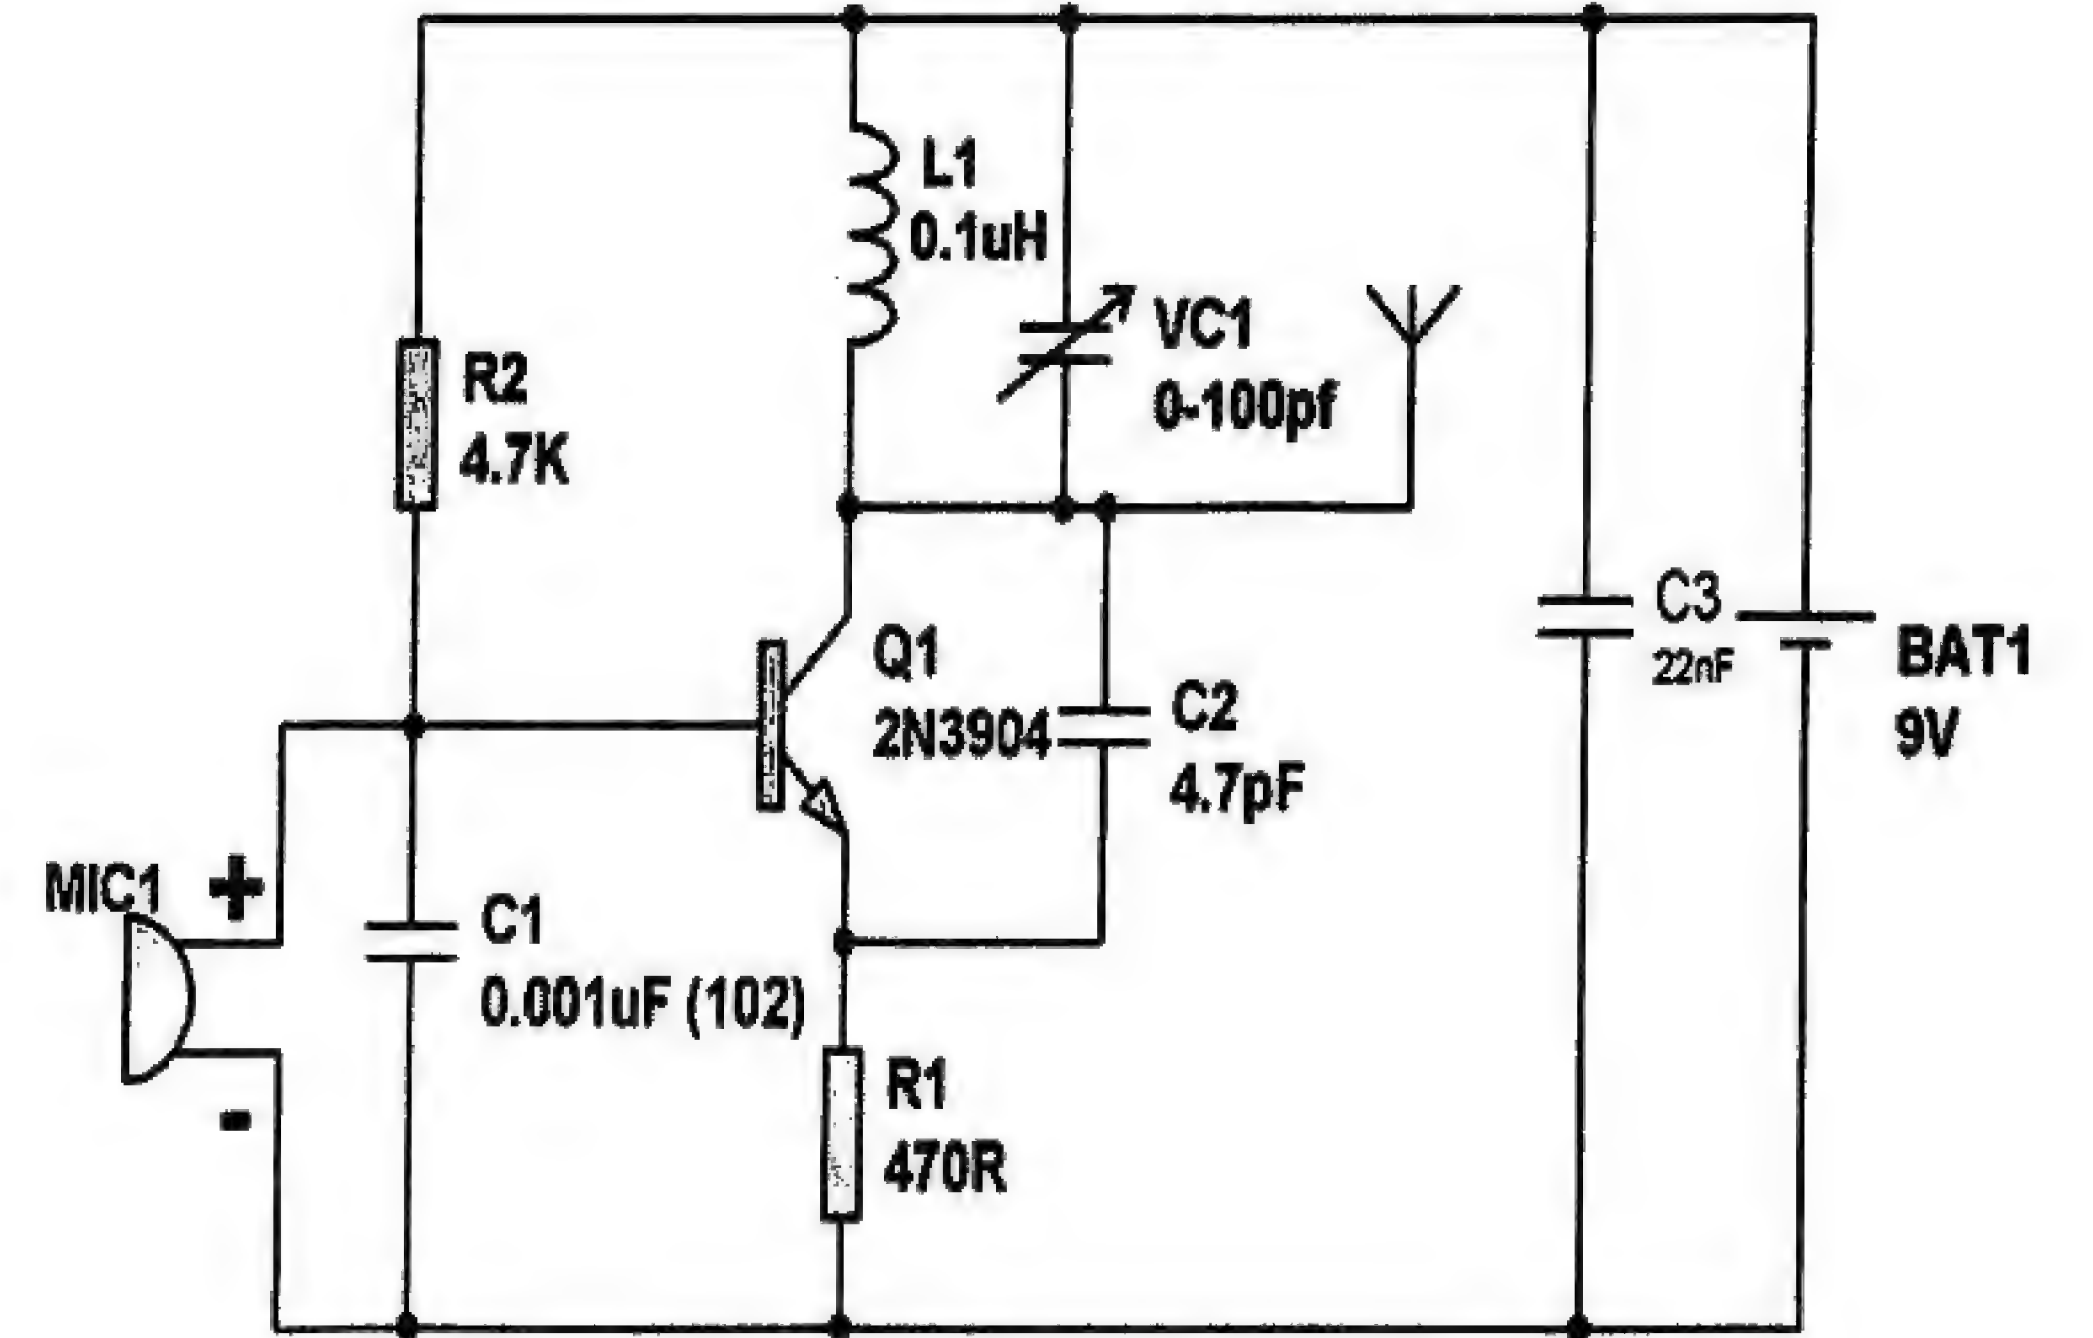 L1
0.1uH
VC1
0-100pf
R2
4.7K
Q1
2N3904
C2
4.7pF
C3
22nF
BAT1
9V
MIC1
+
-
C1
0.001uF (102)
R1
470R